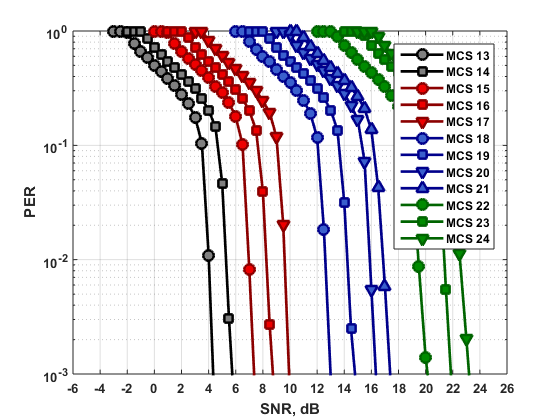 10^0
10^-1
10^-2
10^-3
PER
-6 -4 -2 0 2 4 6 8 10 12 14 16 18 20 22 24 26
SNR, dB
MCS 13
MCS 14
MCS 15
MCS 16
MCS 17
MCS 18
MCS 19
MCS 20
MCS 21
MCS 22
MCS 23
MCS 24